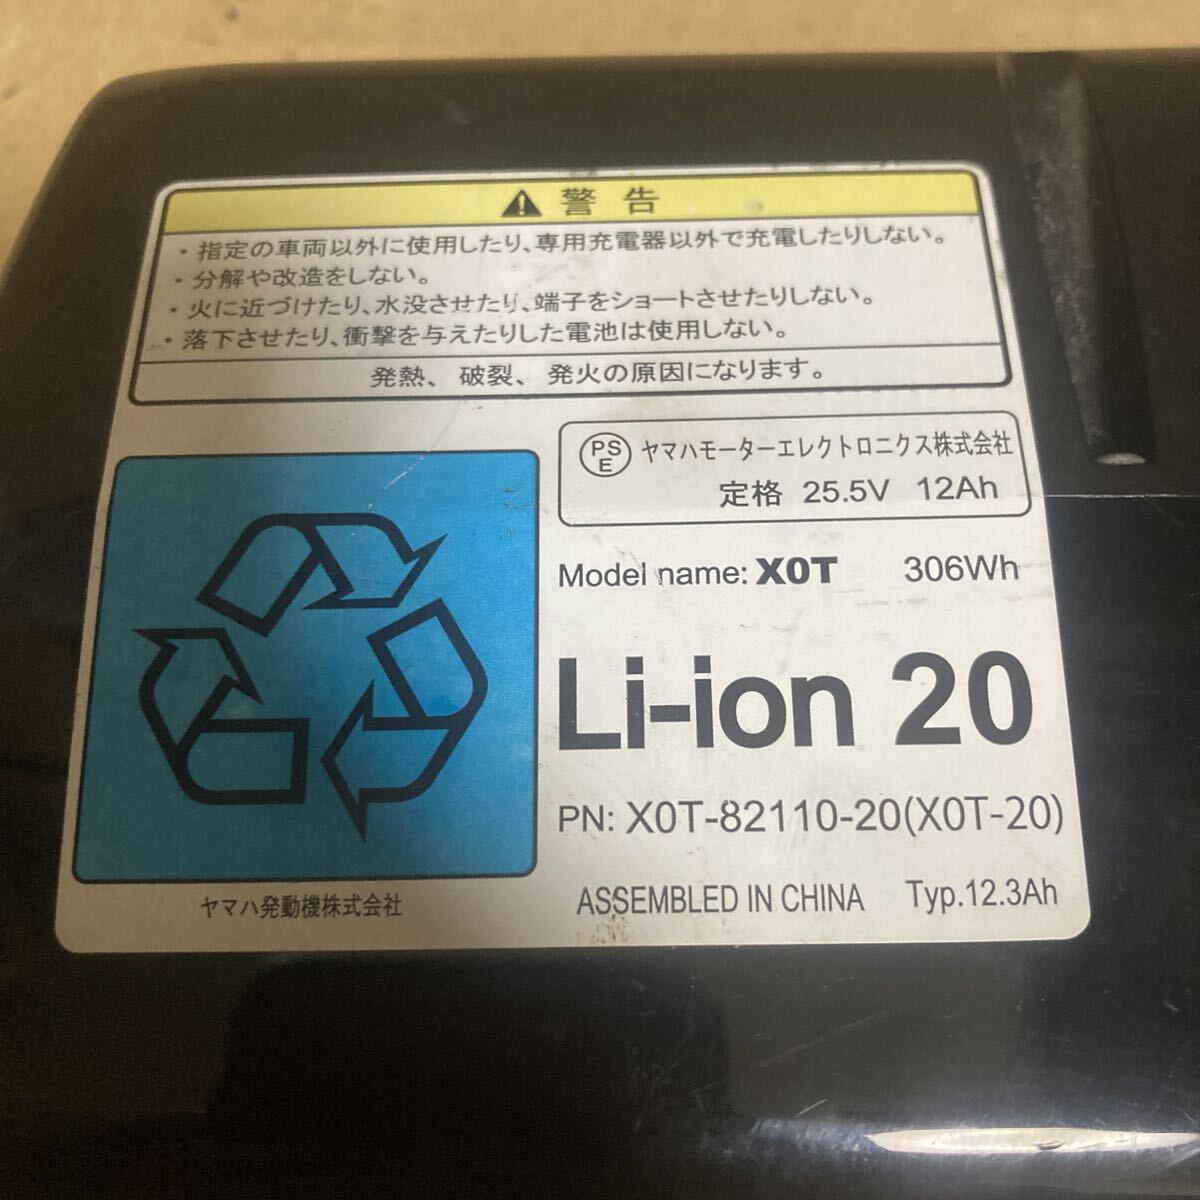 警告
・指定の車両以外に使用したり、専用充電器以外で充電したりしない。
・分解や改造をしない。
・火に近づけたり、水没させたり、端子をショートさせたりしない。
・落下させたり、衝撃を与えたりした電池は使用しない。
発熱、破裂、発火の原因になります。
PS
E
ヤマハモーターエレクトロニクス株式会社
定格 25.5V 12Ah
Model name: X0T 306Wh
Li-ion 20
PN: X0T-82110-20(X0T-20)
ASSEMBLED IN CHINA Typ.12.3Ah
ヤマハ発動機株式会社